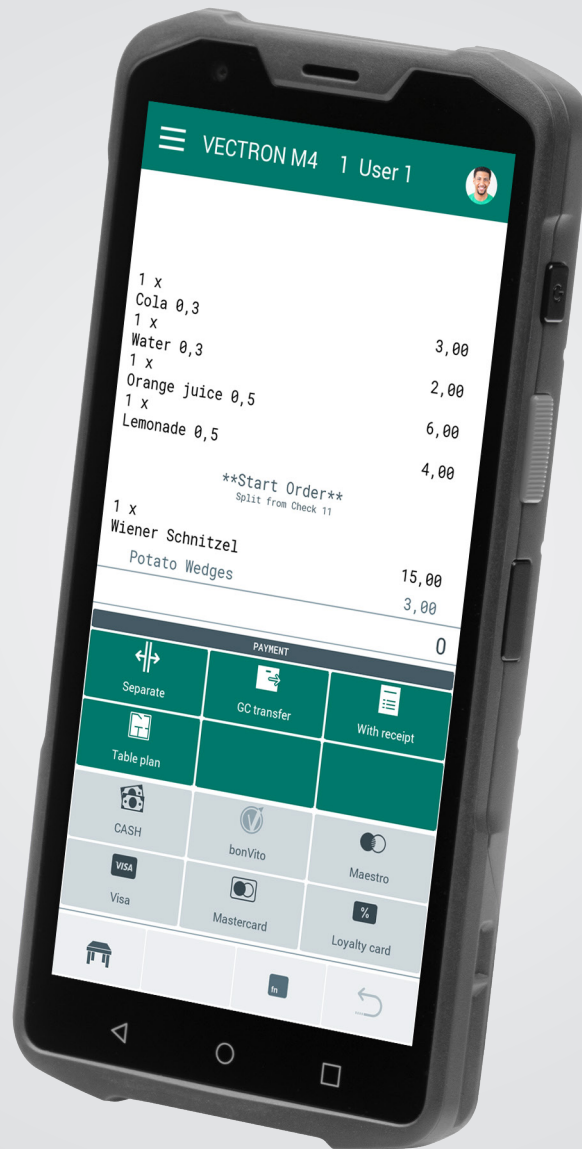 VECTRON M4 1 User 1
1 x
Cola 0,3 3,00
1 x
Water 0,3 2,00
1 x
Orange juice 0,5 6,00
1 x
Lemonade 0,5 4,00
**Start Order**
Split from Check 11
1 x
Wiener Schnitzel 15,00
Potato Wedges 3,00
0
PAYMENT
Separate
GC transfer
With receipt
Table plan
CASH
bonVito
Maestro
VISA
Visa
Mastercard
%
Loyalty card
fn